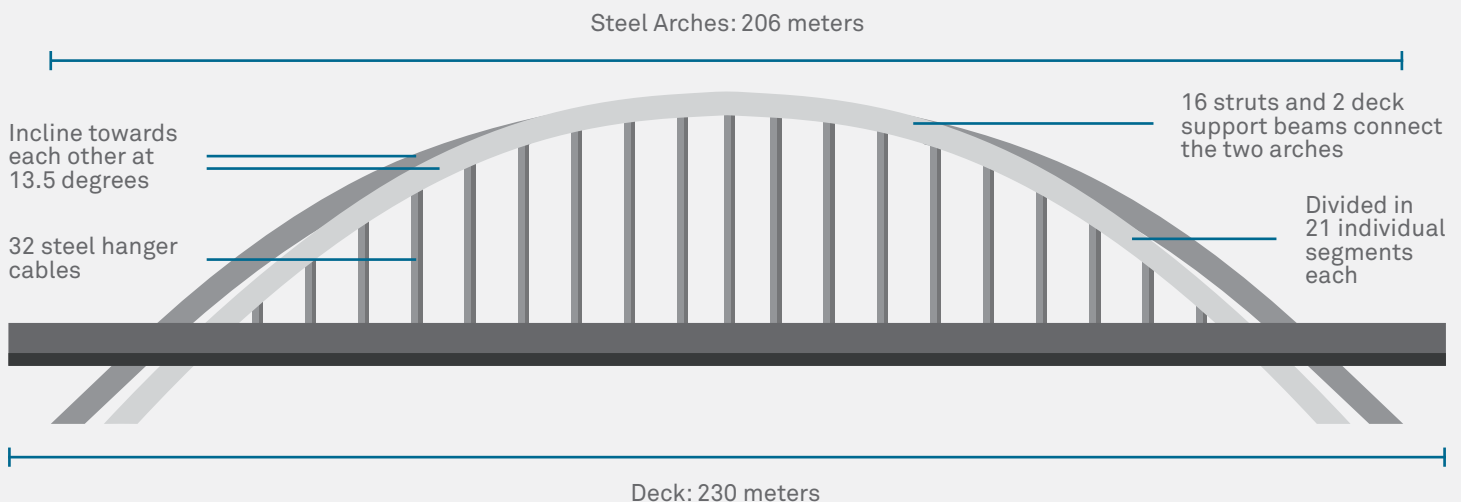 Steel Arches: 206 meters
Incline towards
each other at
13.5 degrees
32 steel hanger
cables
16 struts and 2 deck
support beams connect
the two arches
Divided in
21 individual
segments
each
Deck: 230 meters